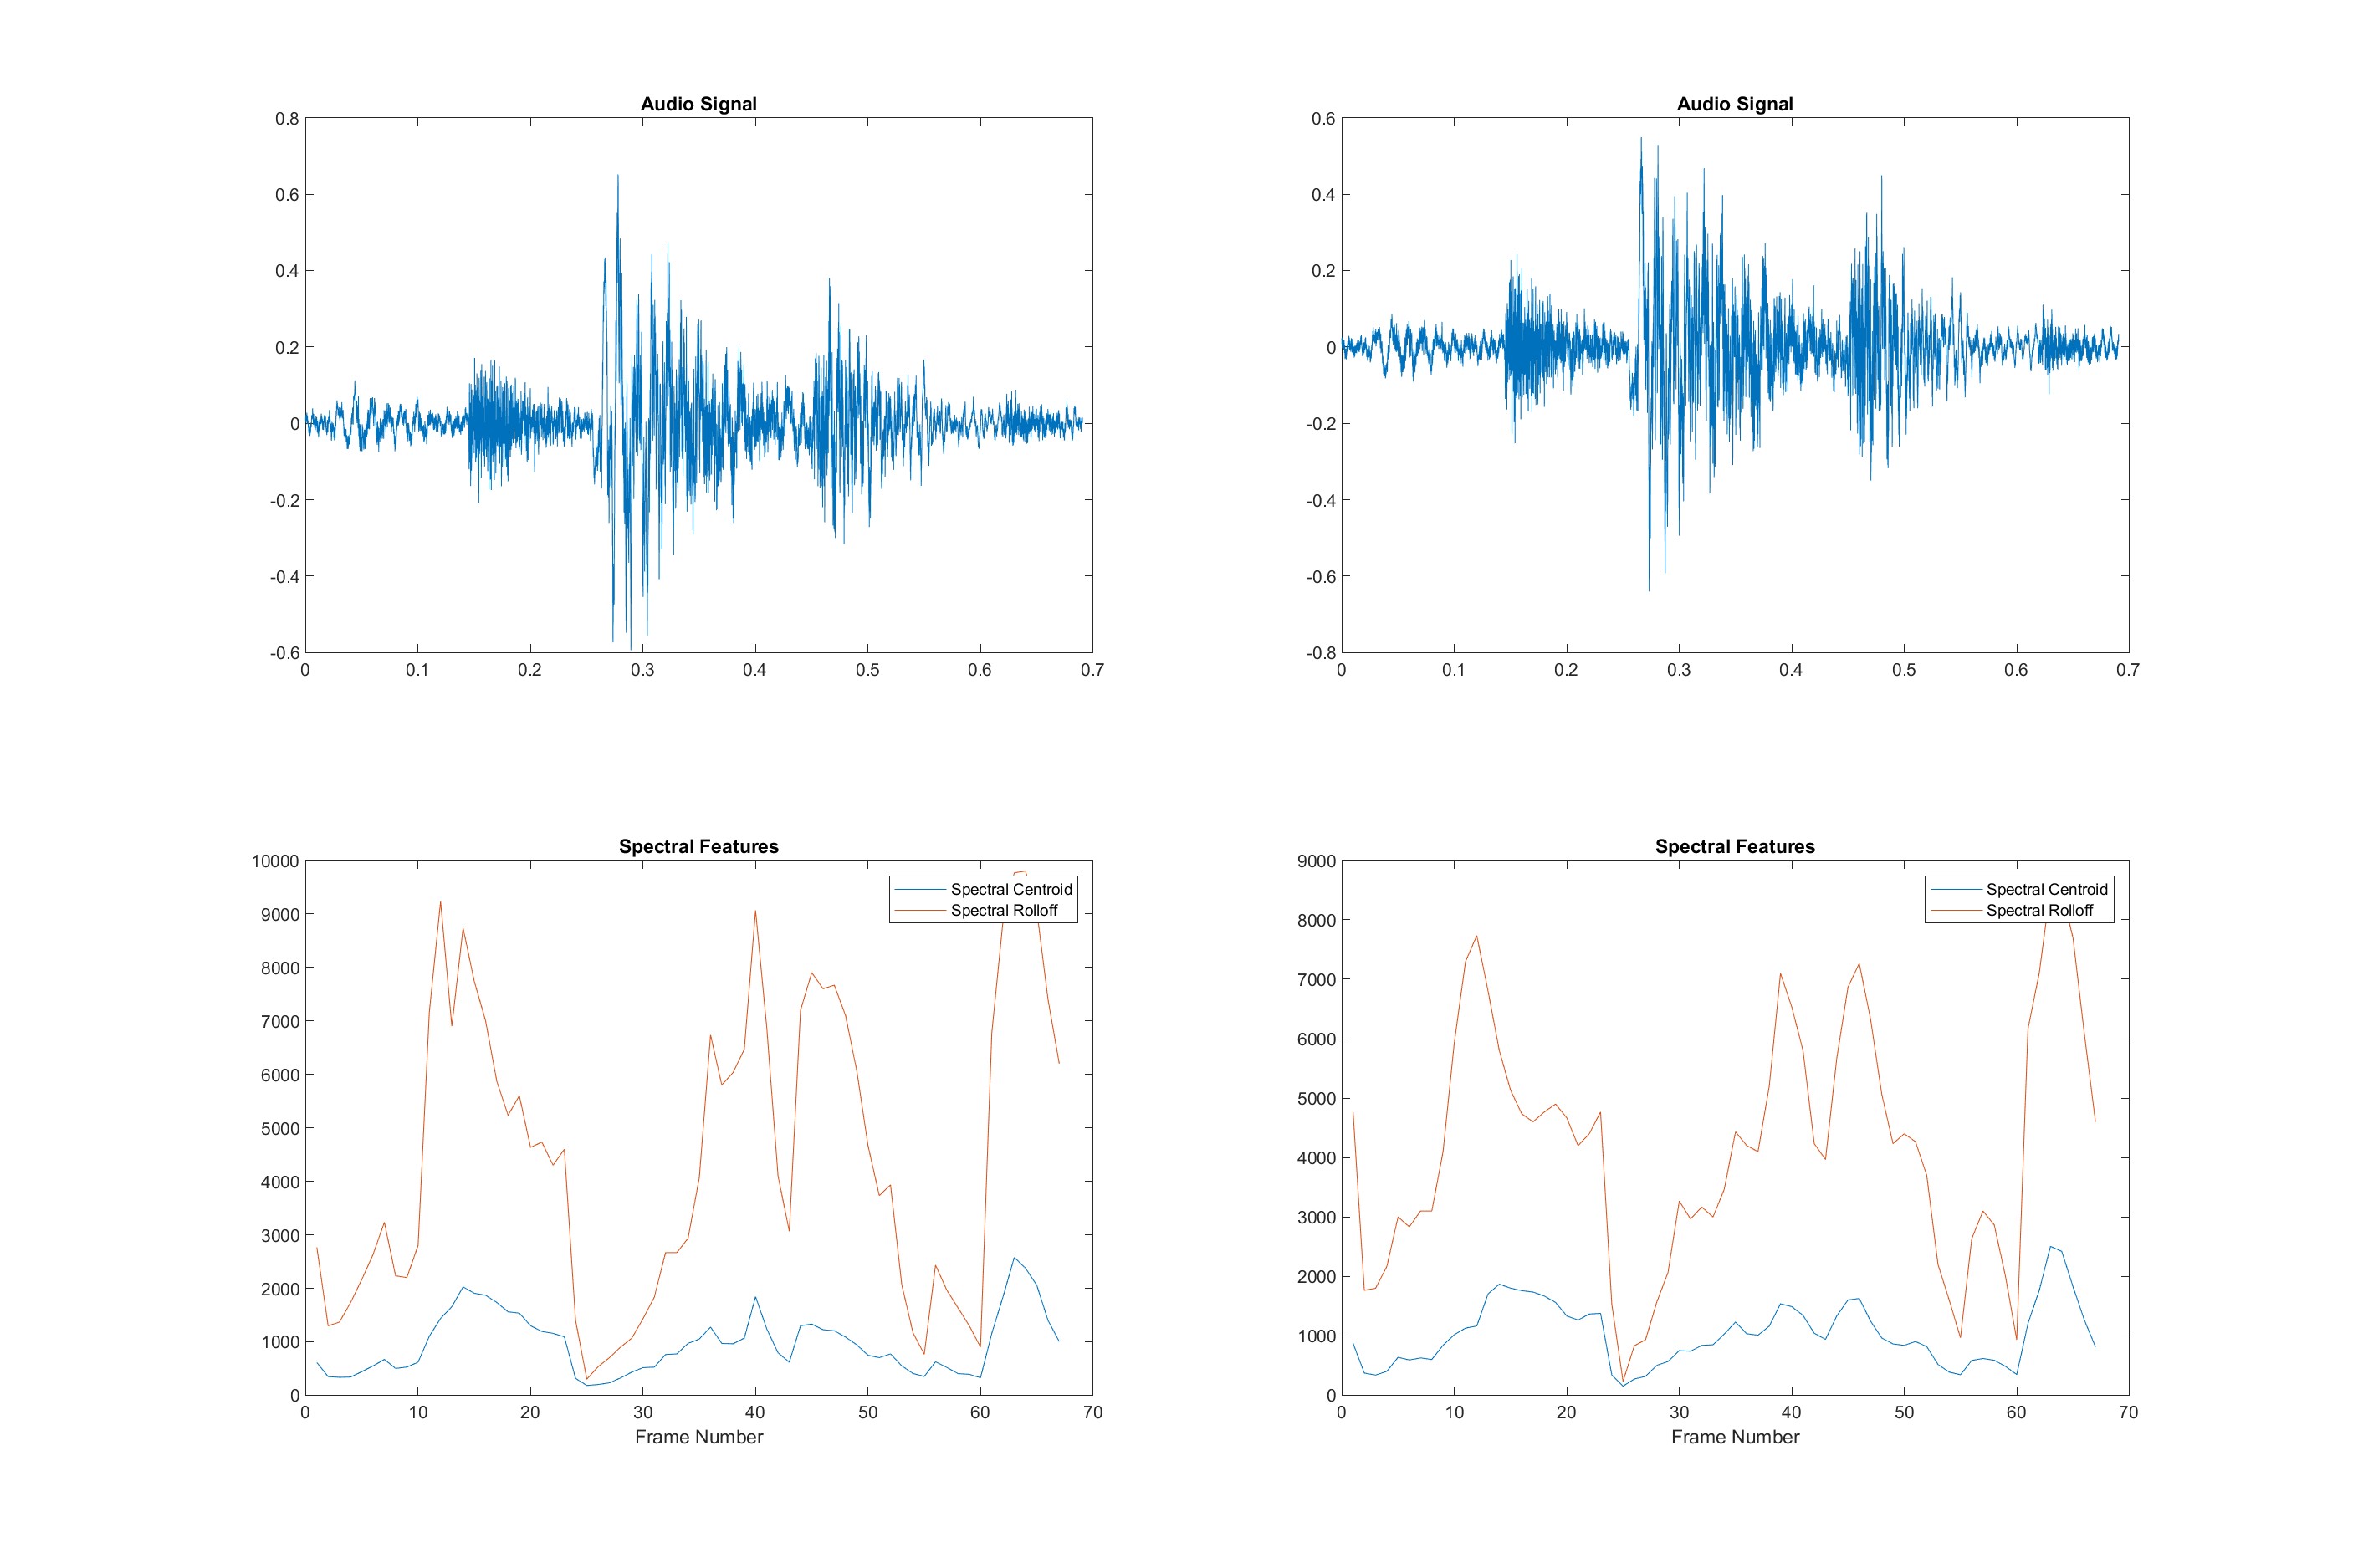 Audio Signal
0.8
0.6
0.4
0.2
0
-0.2
-0.4
-0.6
0 0.1 0.2 0.3 0.4 0.5 0.6 0.7
Audio Signal
0.6
0.4
0.2
0
-0.2
-0.4
-0.6
-0.8
0 0.1 0.2 0.3 0.4 0.5 0.6 0.7
Spectral Features
10000
9000
8000
7000
6000
5000
4000
3000
2000
1000
0
Spectral Centroid
Spectral Rolloff
0 10 20 30 40 50 60 70
Frame Number
Spectral Features
9000
8000
7000
6000
5000
4000
3000
2000
1000
0
Spectral Centroid
Spectral Rolloff
0 10 20 30 40 50 60 70
Frame Number